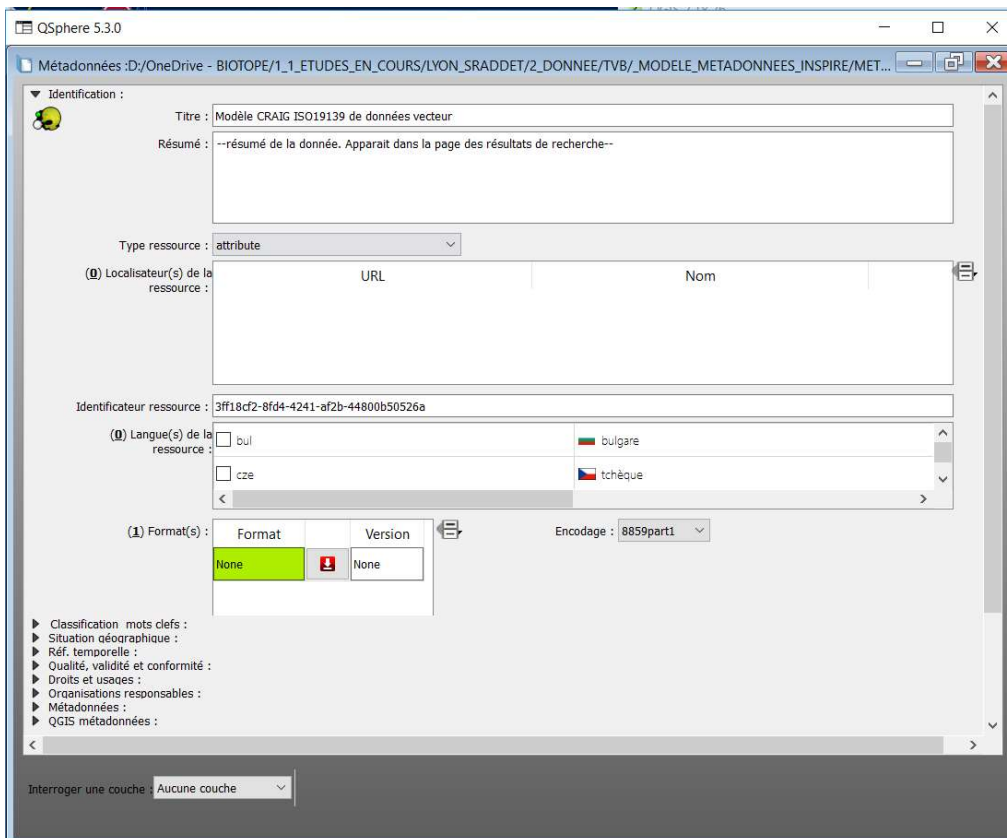 QSphere 5.3.0
Métadonnées :D:/OneDrive - BIOTOPE/1_1_ETUDES_EN_COURS/LYON_SRADDET/2_DONNEE/TVB/_MODELE_METADONNEES_INSPIRE/MET...
Identification :
Titre : Modèle CRAIG ISO19139 de données vecteur
Résumé : --résumé de la donnée. Apparait dans la page des résultats de recherche--
Type ressource : attribute
(0) Localisateur(s) de la ressource :
URL Nom
Identificateur ressource : 3ff18cf2-8fd4-4241-af2b-44800b50526a
(0) Langue(s) de la ressource :
bul bulgare
cze tchèque
(1) Format(s) : Format Version Encodage : 8859part1
None None
Classification mots clefs :
Situation géographique :
Réf. temporelle :
Qualité, validité et conformité :
Droits et usages :
Organisations responsables :
Métadonnées :
QGIS métadonnées :
Interroger une couche : Aucune couche